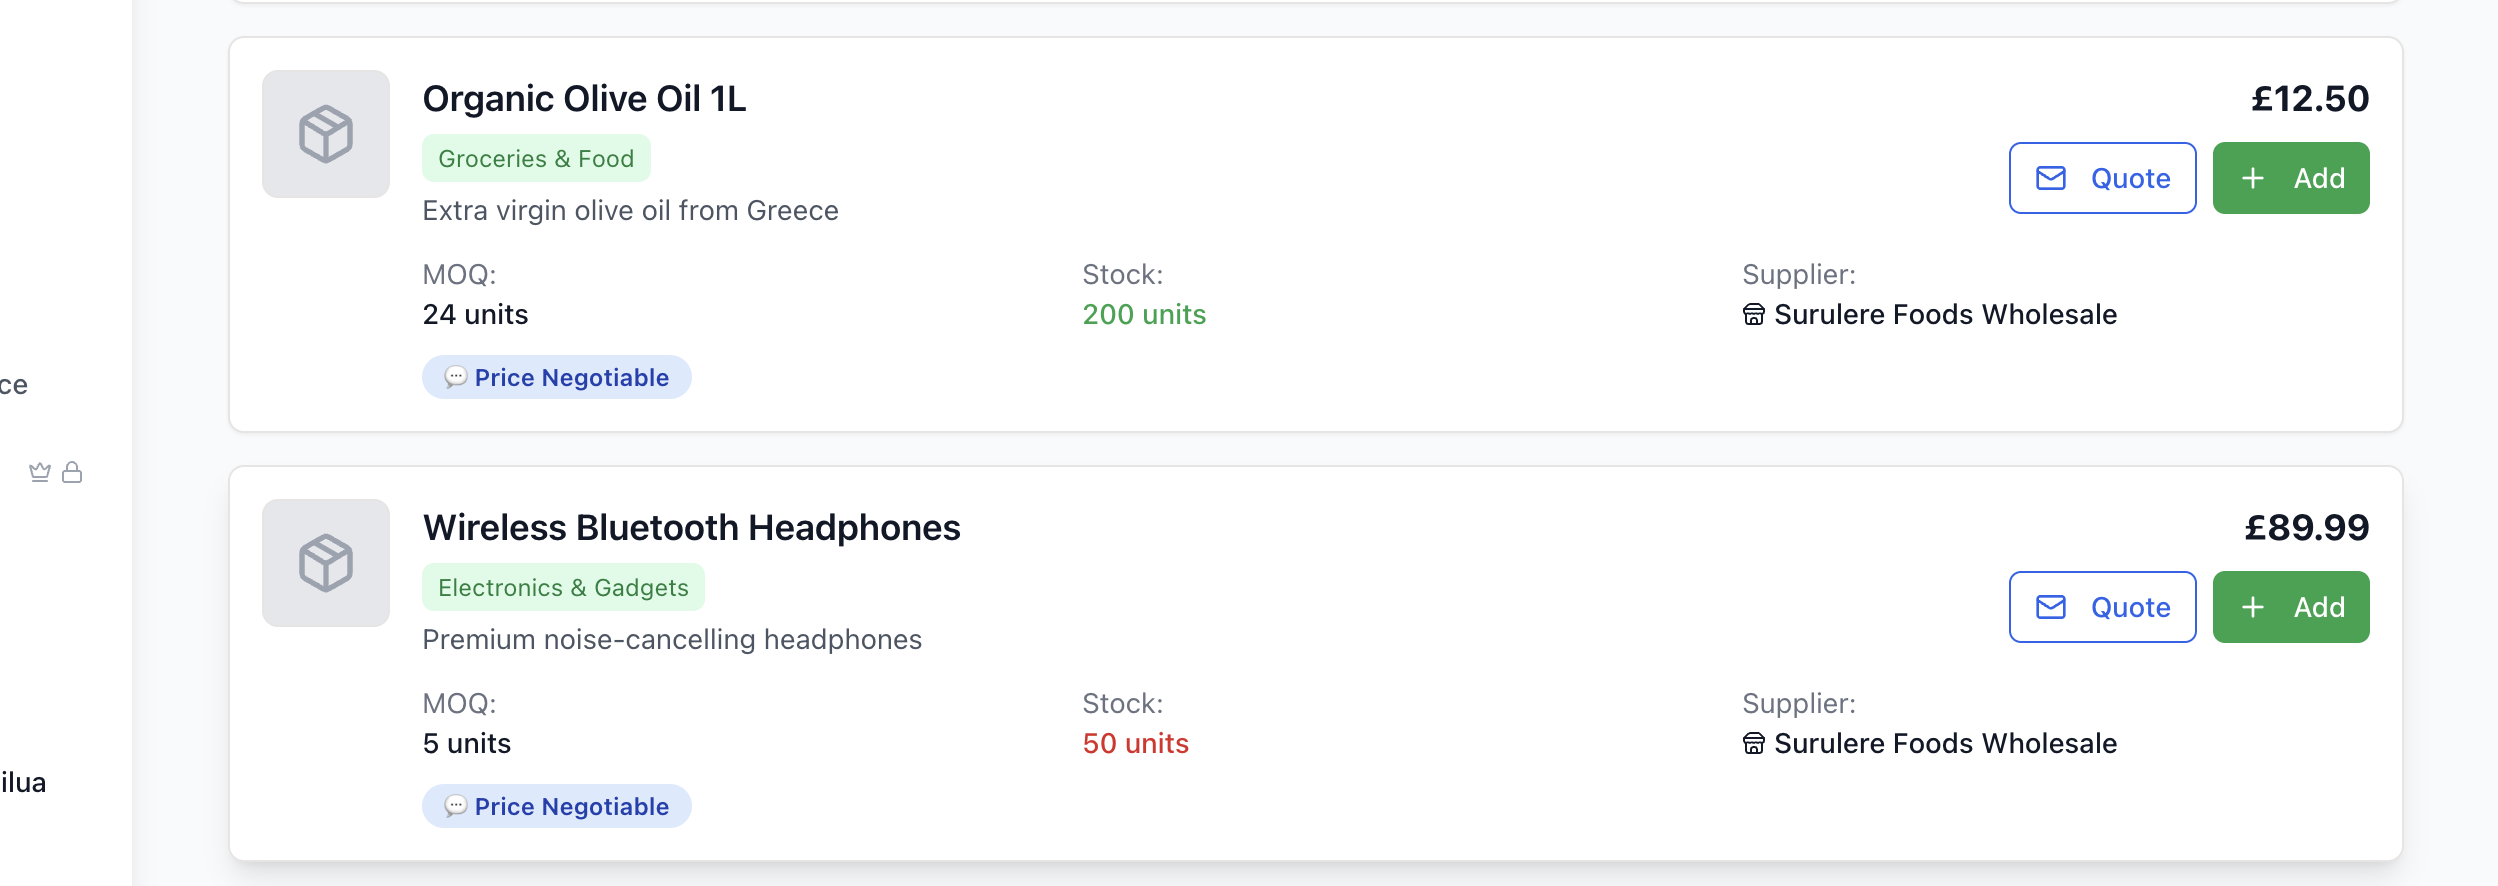 Organic Olive Oil 1L
£12.50
Groceries & Food
Quote
Add
Extra virgin olive oil from Greece
MOQ:
24 units
Stock:
200 units
Supplier:
Surulere Foods Wholesale
Price Negotiable
ce
Wireless Bluetooth Headphones
£89.99
Electronics & Gadgets
Quote
Add
Premium noise-cancelling headphones
MOQ:
5 units
Stock:
50 units
Supplier:
Surulere Foods Wholesale
ilua
Price Negotiable